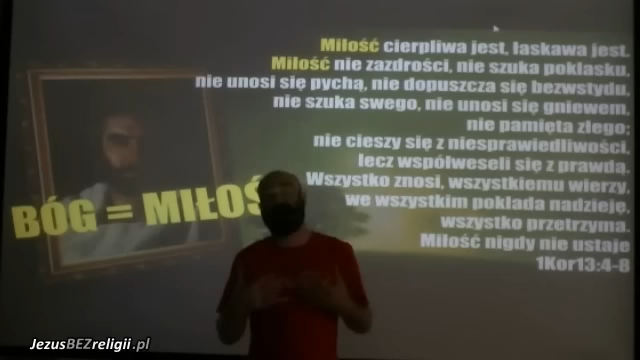 Miłość cierpliwa jest, łaskawa jest.
Miłość nie zazdrości, nie szuka poklasku,
nie unosi się pychą, nie dopuszcza się bezwstydu,
nie szuka swego, nie unosi się gniewem,
nie pamięta złego;
nie cieszy się z niesprawiedliwości,
lecz współweseli się z prawdą.
Wszystko znosi, wszystkiemu wierzy,
we wszystkim pokłada nadzieję,
wszystko przetrzyma.
Miłość nigdy nie ustaje
1Kor13:4-8
BÓG = MIŁOŚ
JezusBEZreligii.pl